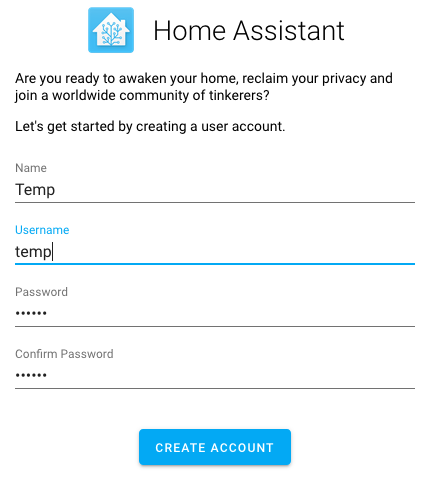 Home Assistant
Are you ready to awaken your home, reclaim your privacy and
join a worldwide community of tinkerers?
Let's get started by creating a user account.
Name
Temp
Username
temp
Password
••••••
Confirm Password
••••••
CREATE ACCOUNT